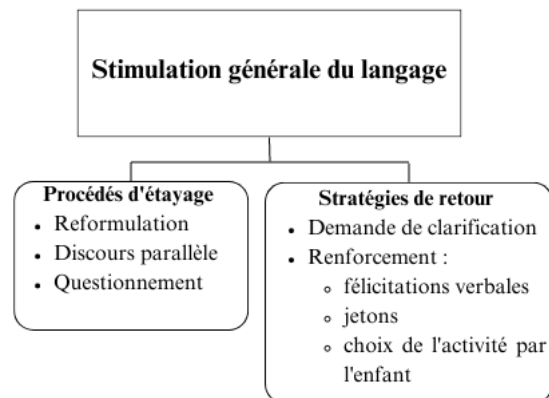 Stimulation générale du langage
Procédés d'étayage
• Reformulation
• Discours parallèle
• Questionnement
Stratégies de retour
• Demande de clarification
• Renforcement :
◦ félicitations verbales
◦ jetons
◦ choix de l'activité par
l'enfant